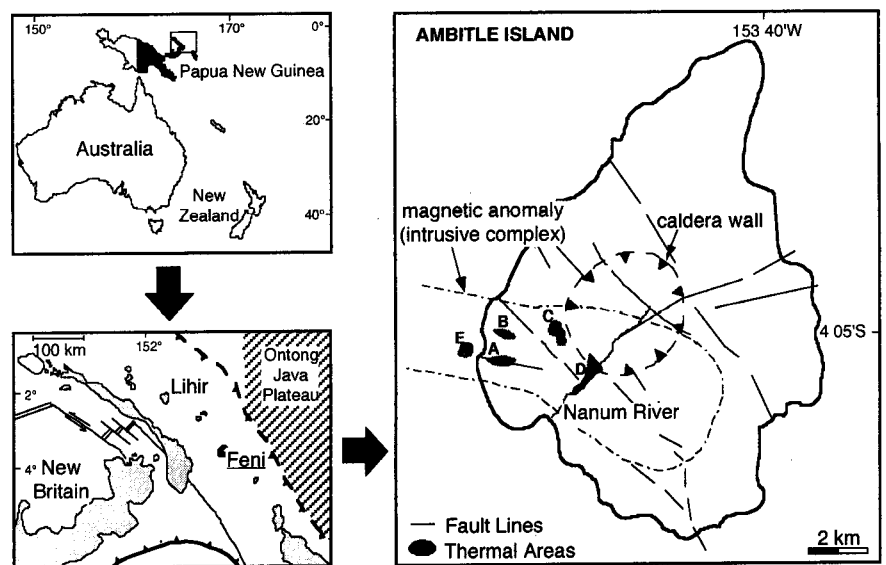 150°
170°
0°
Papua New Guinea
20°
Australia
New
Zealand
40°
100 km
152°
Ontong
Java
Plateau
Lihir
2°
Feni
4°
New
Britain
AMBITLE ISLAND
153 40'W
magnetic anomaly
(intrusive complex)
caldera wall
C
B
E
A
4 05'S
D
Nanum River
Fault Lines
Thermal Areas
2 km